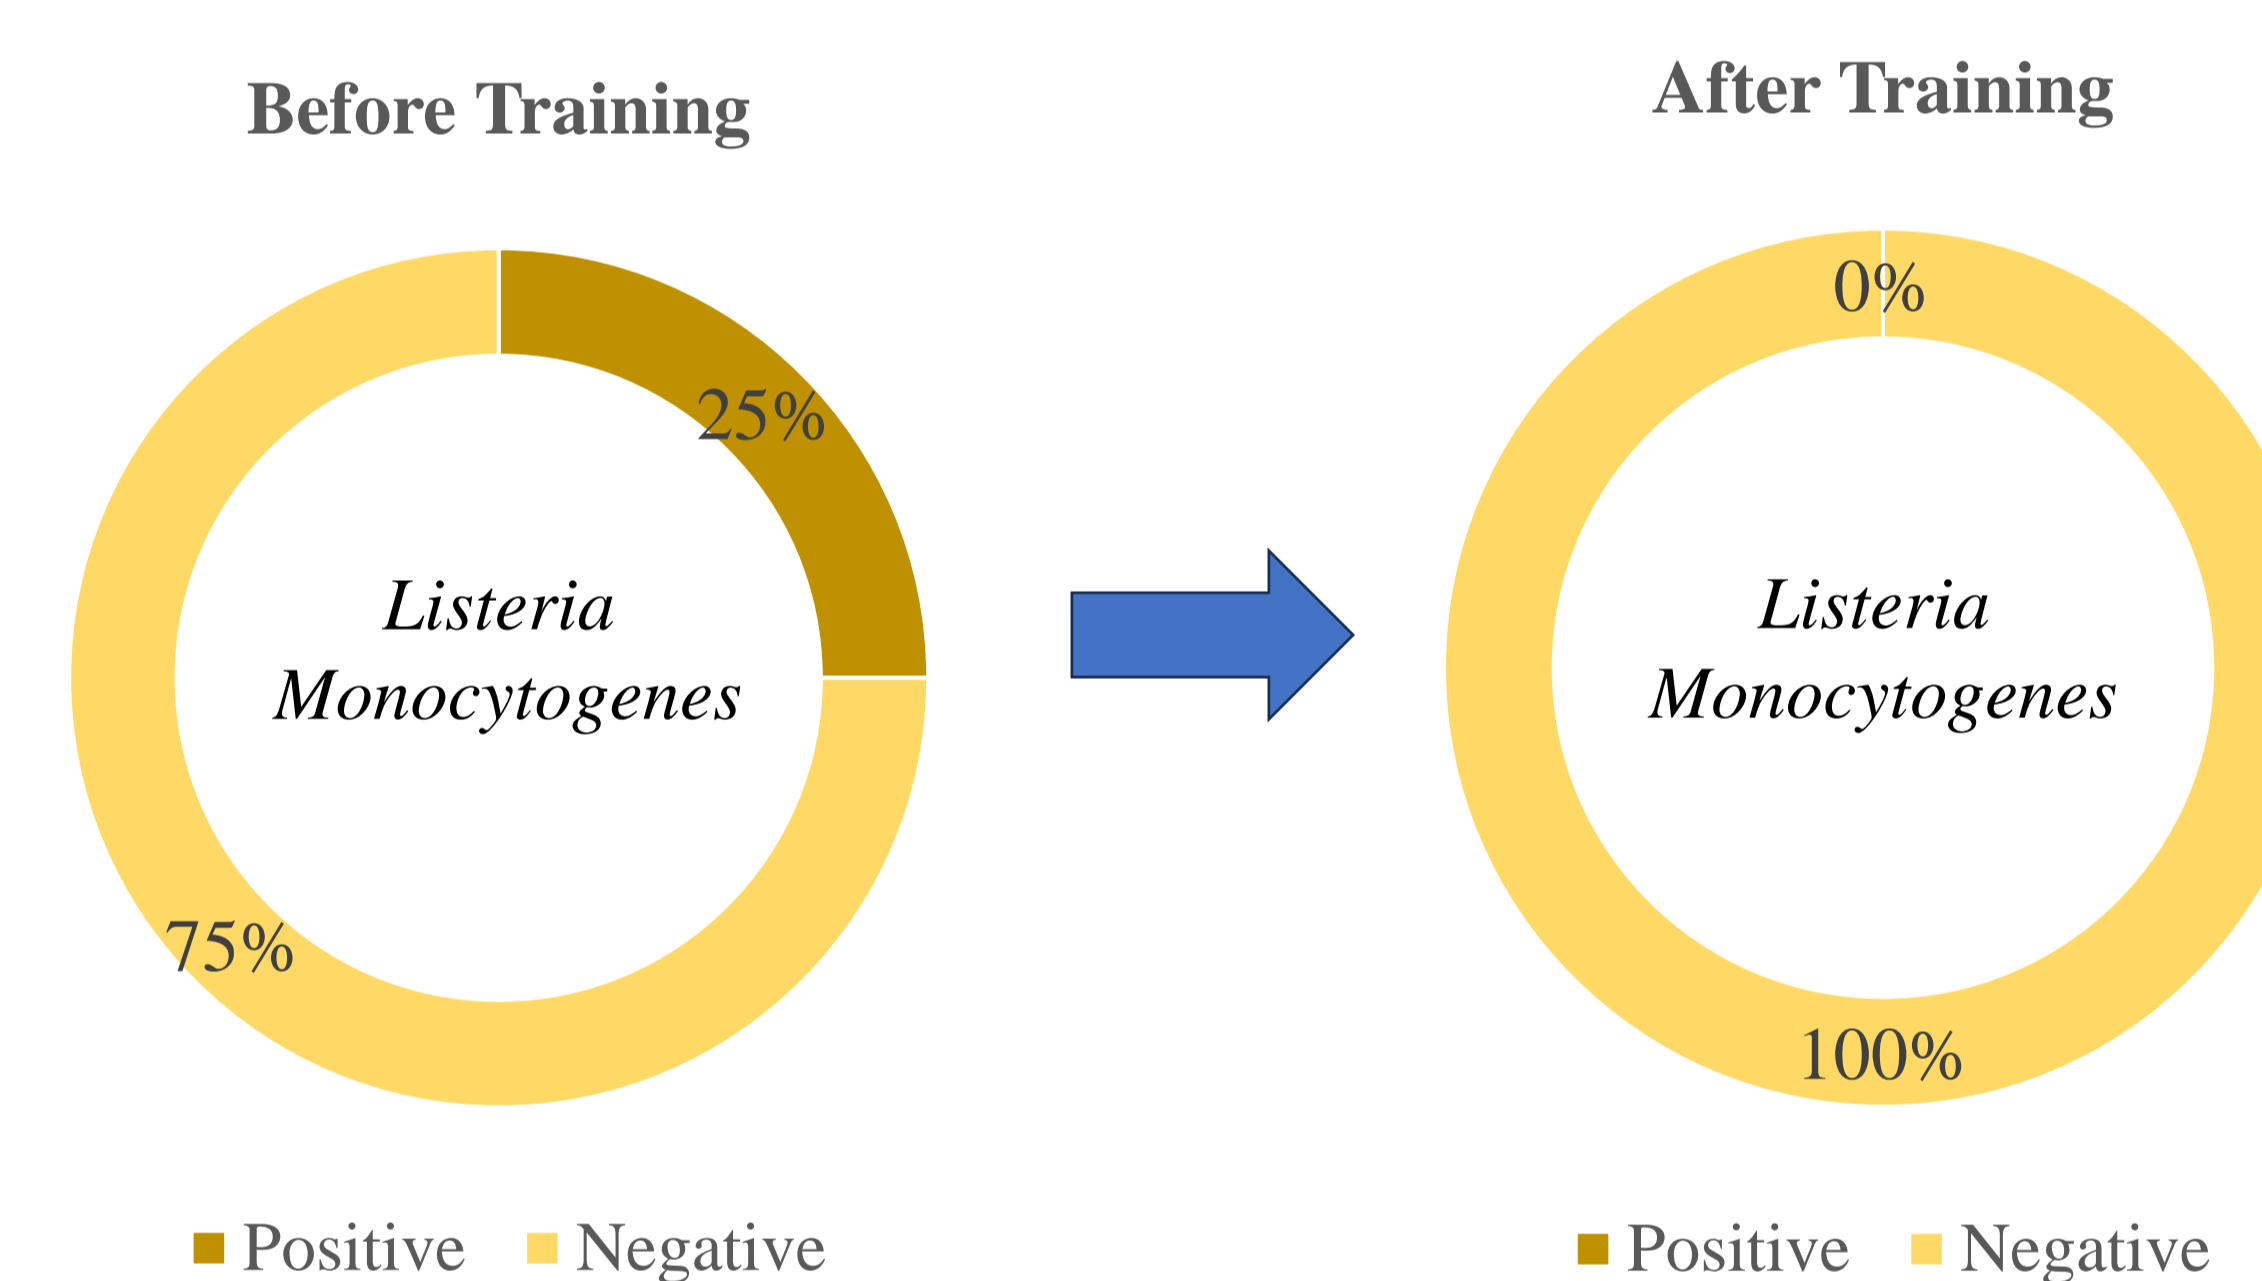 Before Training
25%
Listeria
Monocytogenes
75%
Positive Negative
After Training
0%
Listeria
Monocytogenes
100%
Positive Negative